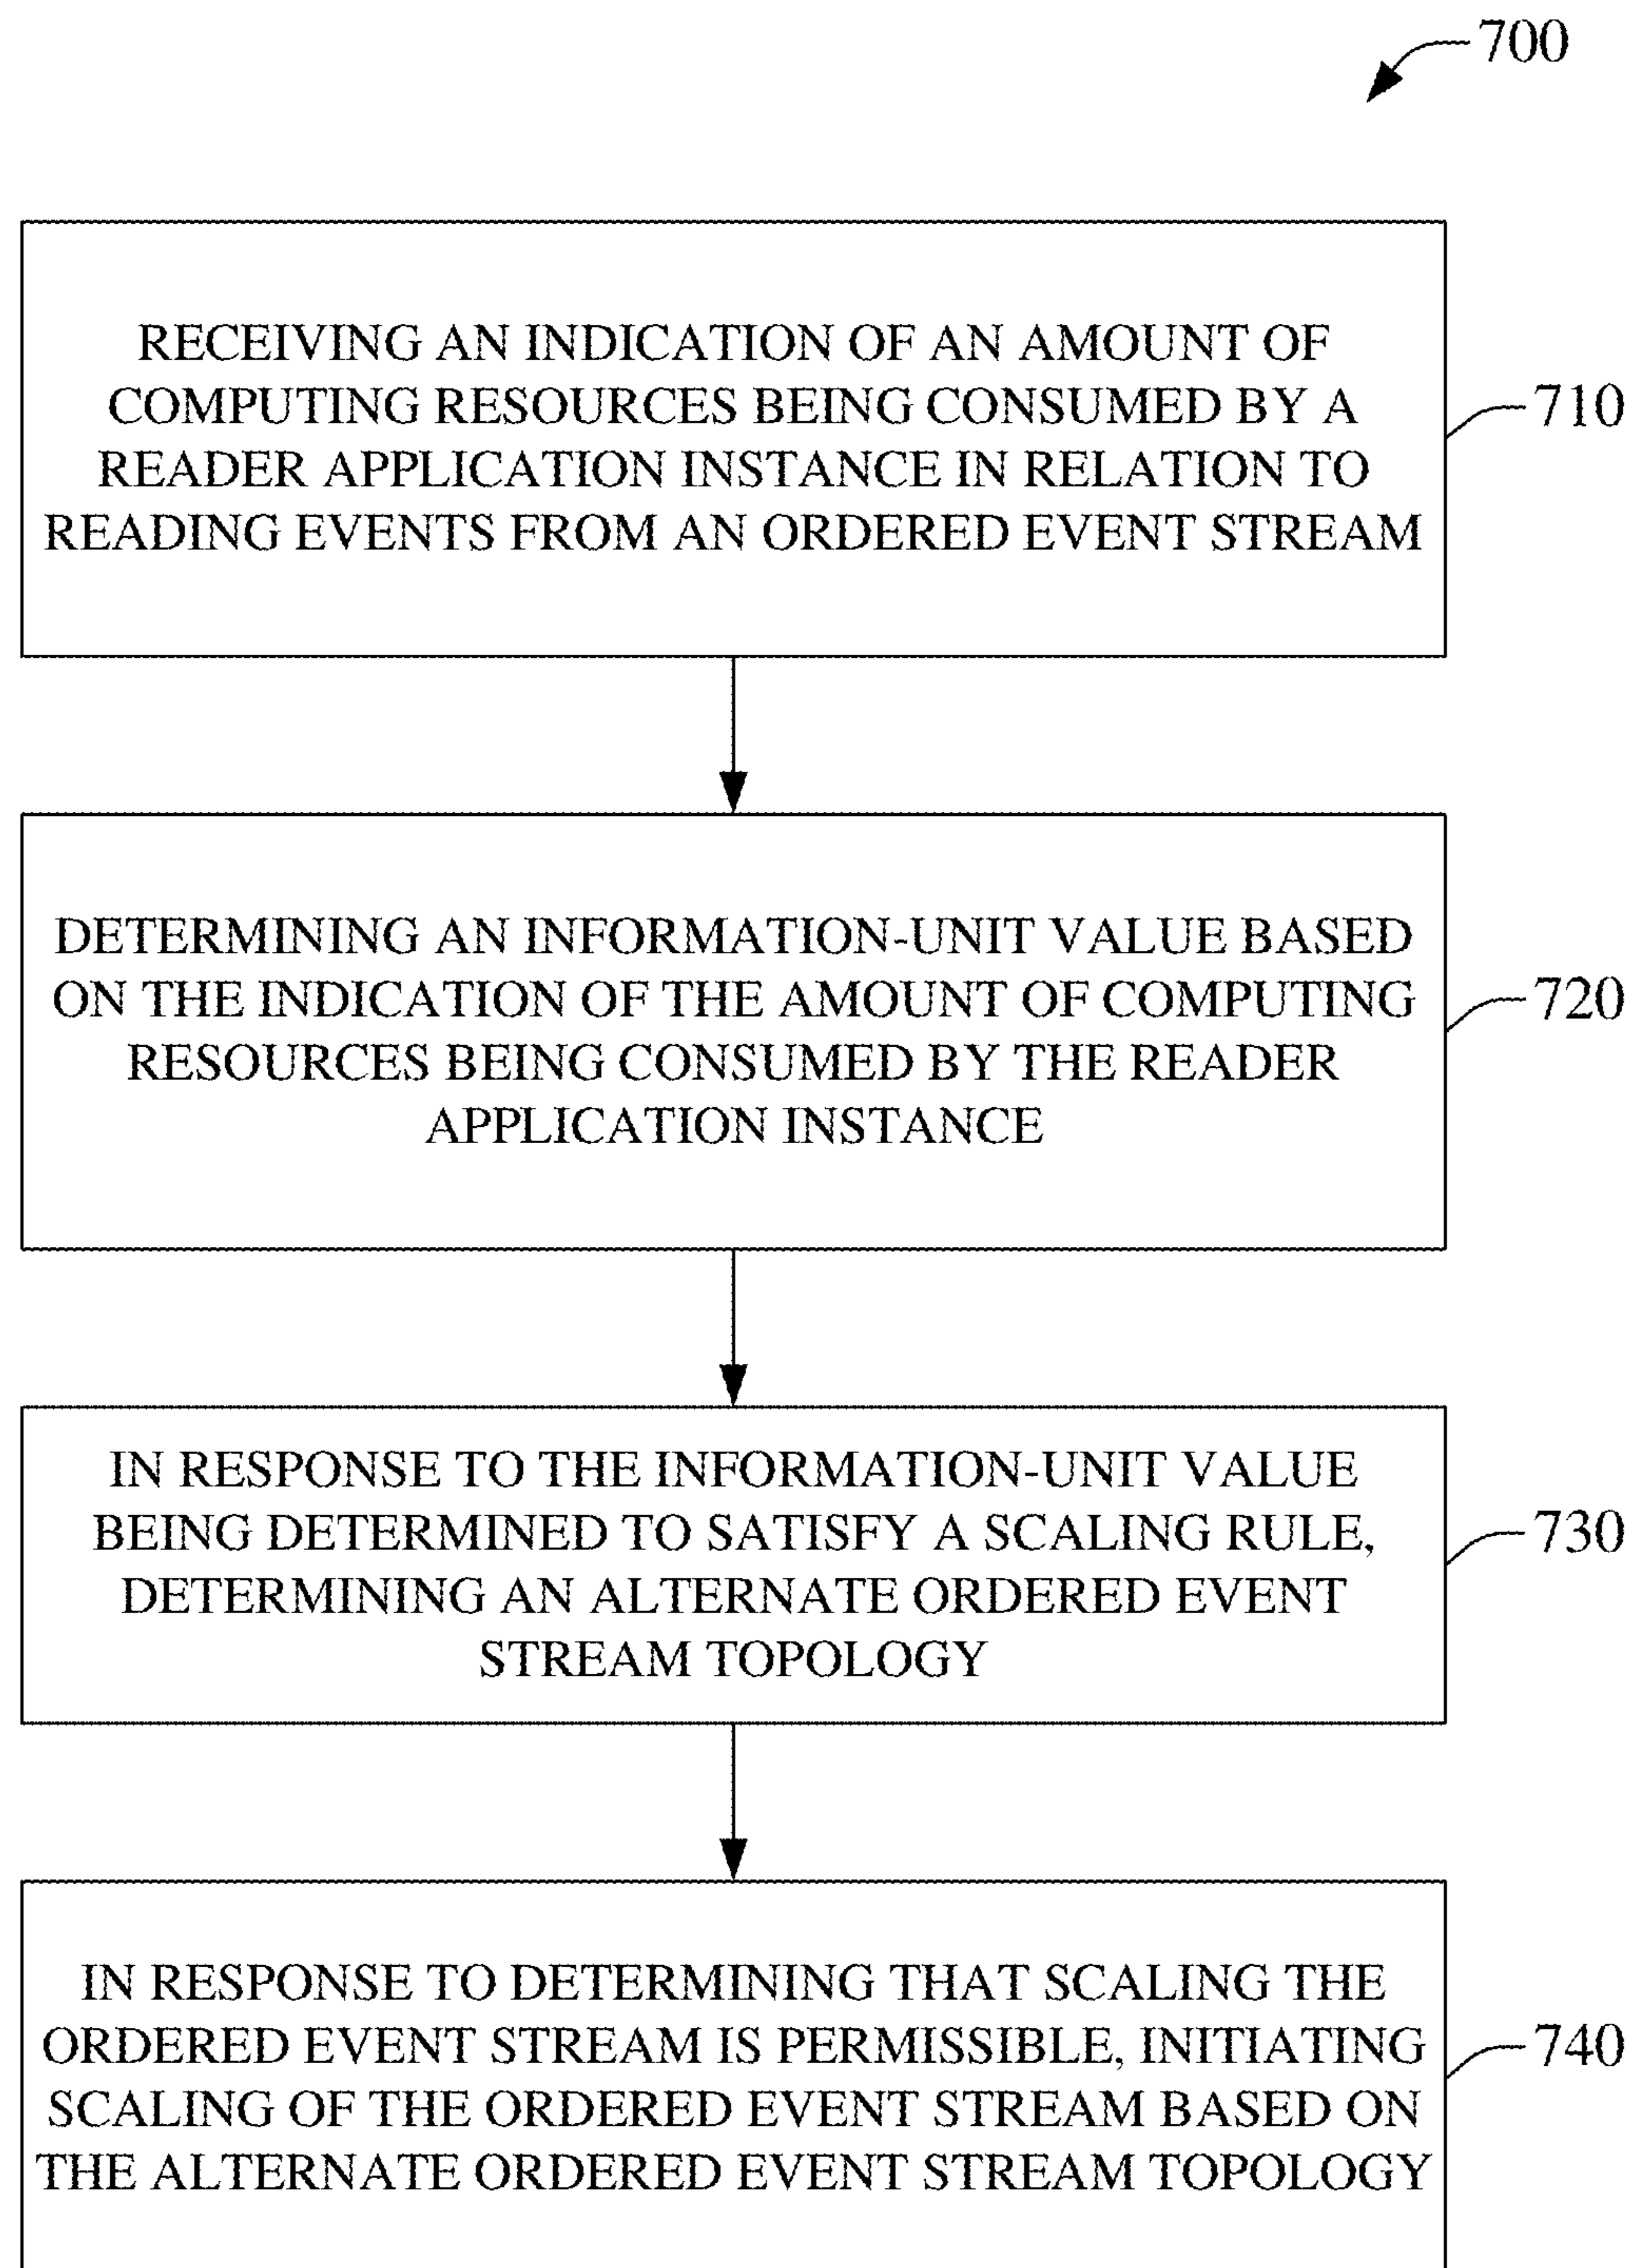 700
RECEIVING AN INDICATION OF AN AMOUNT OF
COMPUTING RESOURCES BEING CONSUMED BY A
READER APPLICATION INSTANCE IN RELATION TO
READING EVENTS FROM AN ORDERED EVENT STREAM
710
DETERMINING AN INFORMATION-UNIT VALUE BASED
ON THE INDICATION OF THE AMOUNT OF COMPUTING
RESOURCES BEING CONSUMED BY THE READER
APPLICATION INSTANCE
720
IN RESPONSE TO THE INFORMATION-UNIT VALUE
BEING DETERMINED TO SATISFY A SCALING RULE,
DETERMINING AN ALTERNATE ORDERED EVENT
STREAM TOPOLOGY
730
IN RESPONSE TO DETERMINING THAT SCALING THE
ORDERED EVENT STREAM IS PERMISSIBLE, INITIATING
SCALING OF THE ORDERED EVENT STREAM BASED ON
THE ALTERNATE ORDERED EVENT STREAM TOPOLOGY
740